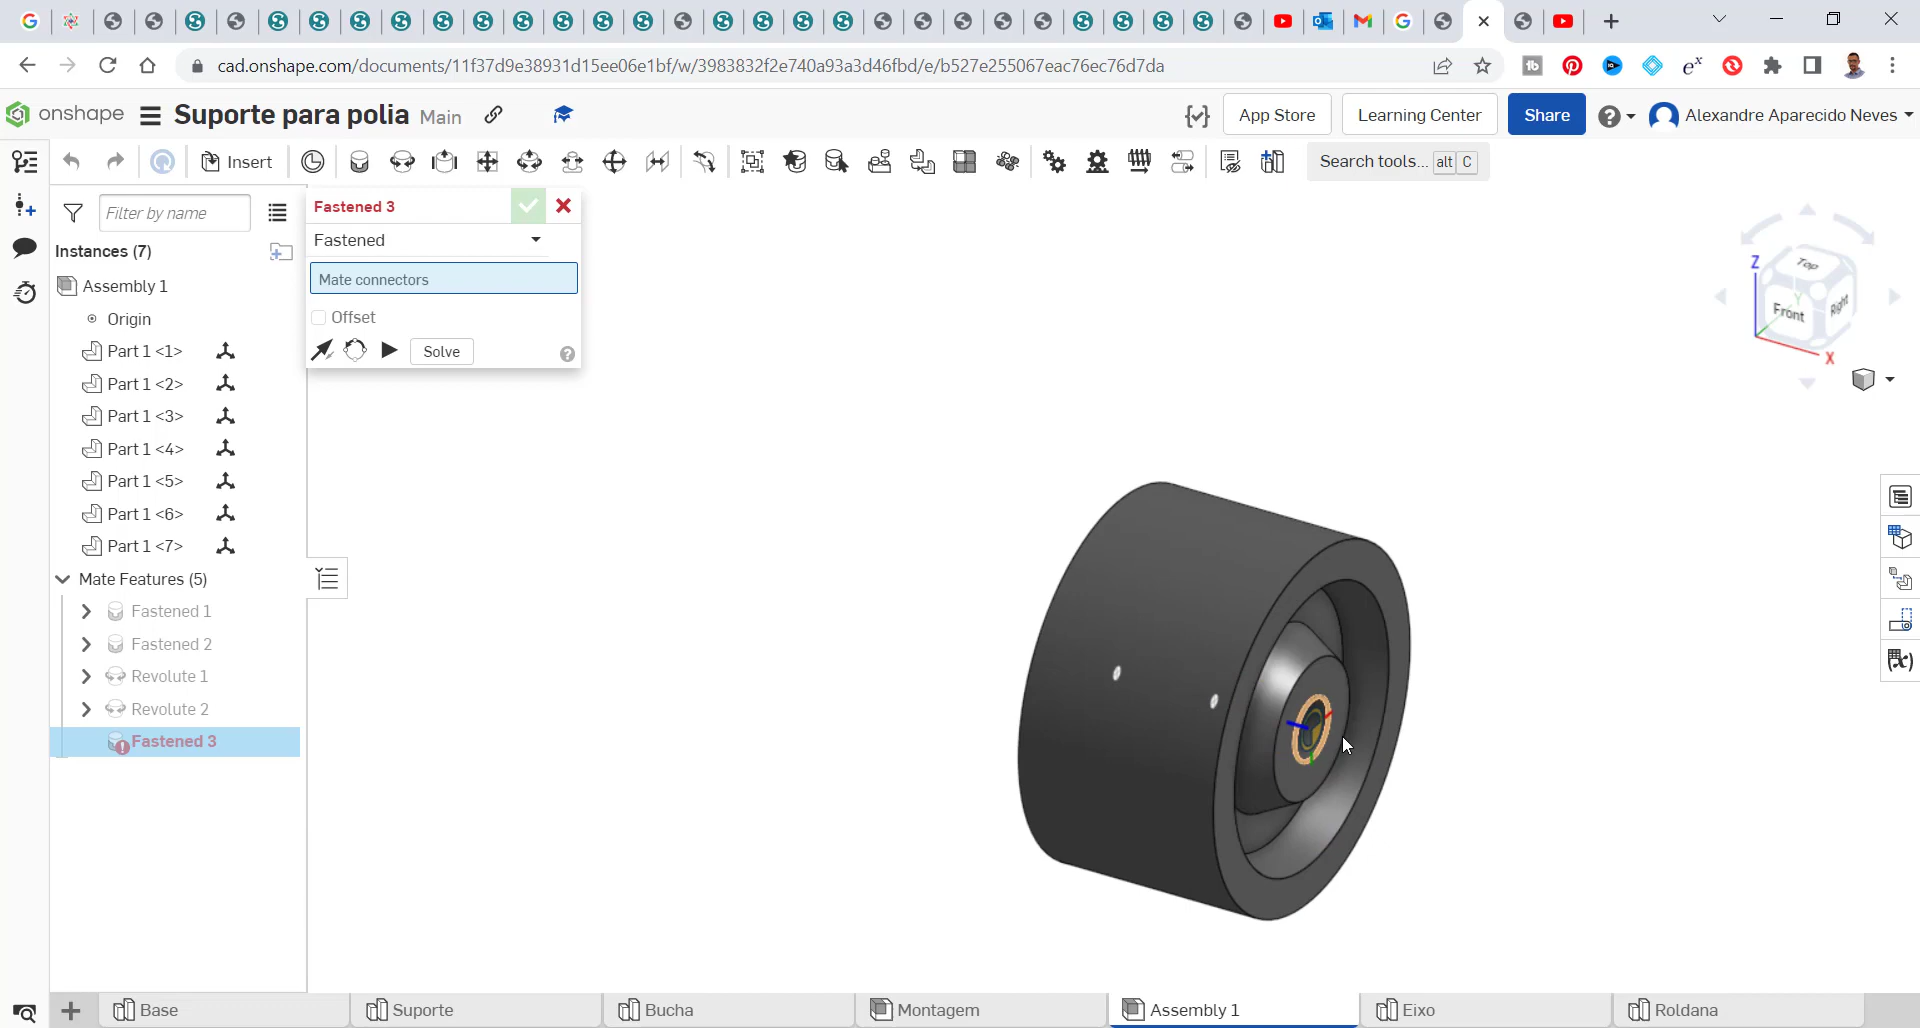 cad.onshape.com/documents/11f37d9e38931d15ee06e1bf/w/3983832f2e740a93a3d46fbd/e/b527e255067eac76ec76d7da
onshape Suporte para polia Main
App Store Learning Center Share Alexandre Aparecido Neves
Insert Search tools... alt C
Filter by name
Instances (7)
Assembly 1
Origin
Part 1 <1>
Part 1 <2>
Part 1 <3>
Part 1 <4>
Part 1 <5>
Part 1 <6>
Part 1 <7>
Mate Features (5)
Fastened 1
Fastened 2
Revolute 1
Revolute 2
Fastened 3
Fastened 3
Fastened
Mate connectors
Offset
Solve
Z
Top
Y
Front
Right
X
Base Suporte Bucha Montagem Assembly 1 Eixo Roldana